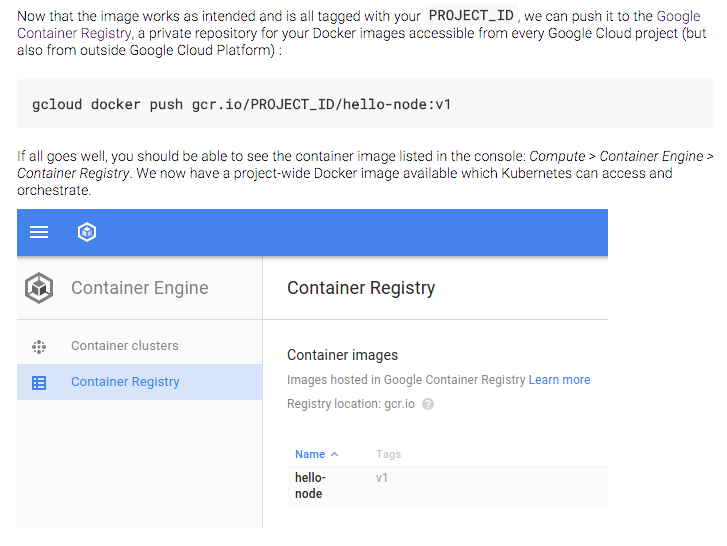 Now that the image works as intended and is all tagged with your PROJECT_ID , we can push it to the Google
Container Registry, a private repository for your Docker images accessible from every Google Cloud project (but
also from outside Google Cloud Platform) :
gcloud docker push gcr.io/PROJECT_ID/hello-node:v1
If all goes well, you should be able to see the container image listed in the console: Compute > Container Engine >
Container Registry. We now have a project-wide Docker image available which Kubernetes can access and
orchestrate.
Container Engine
Container Registry
Container clusters
Container Registry
Container images
Images hosted in Google Container Registry Learn more
Registry location: gcr.io ?
Name Tags
hello- v1
node